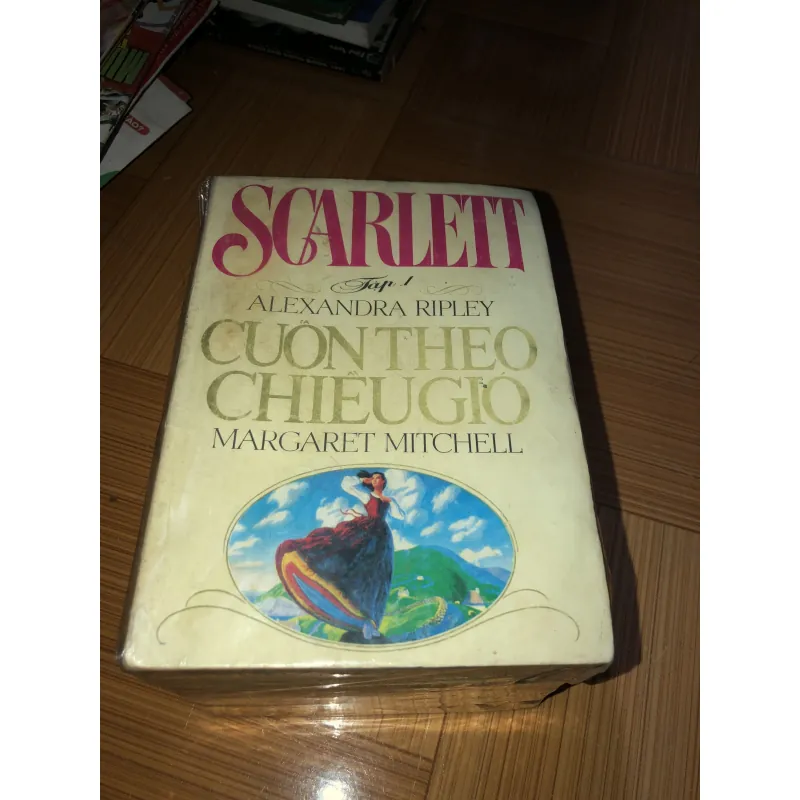 SCARLETT
Tập 1
ALEXANDRA RIPLEY
CUỐN THEO
CHIỀU GIÓ
MARGARET MITCHELL